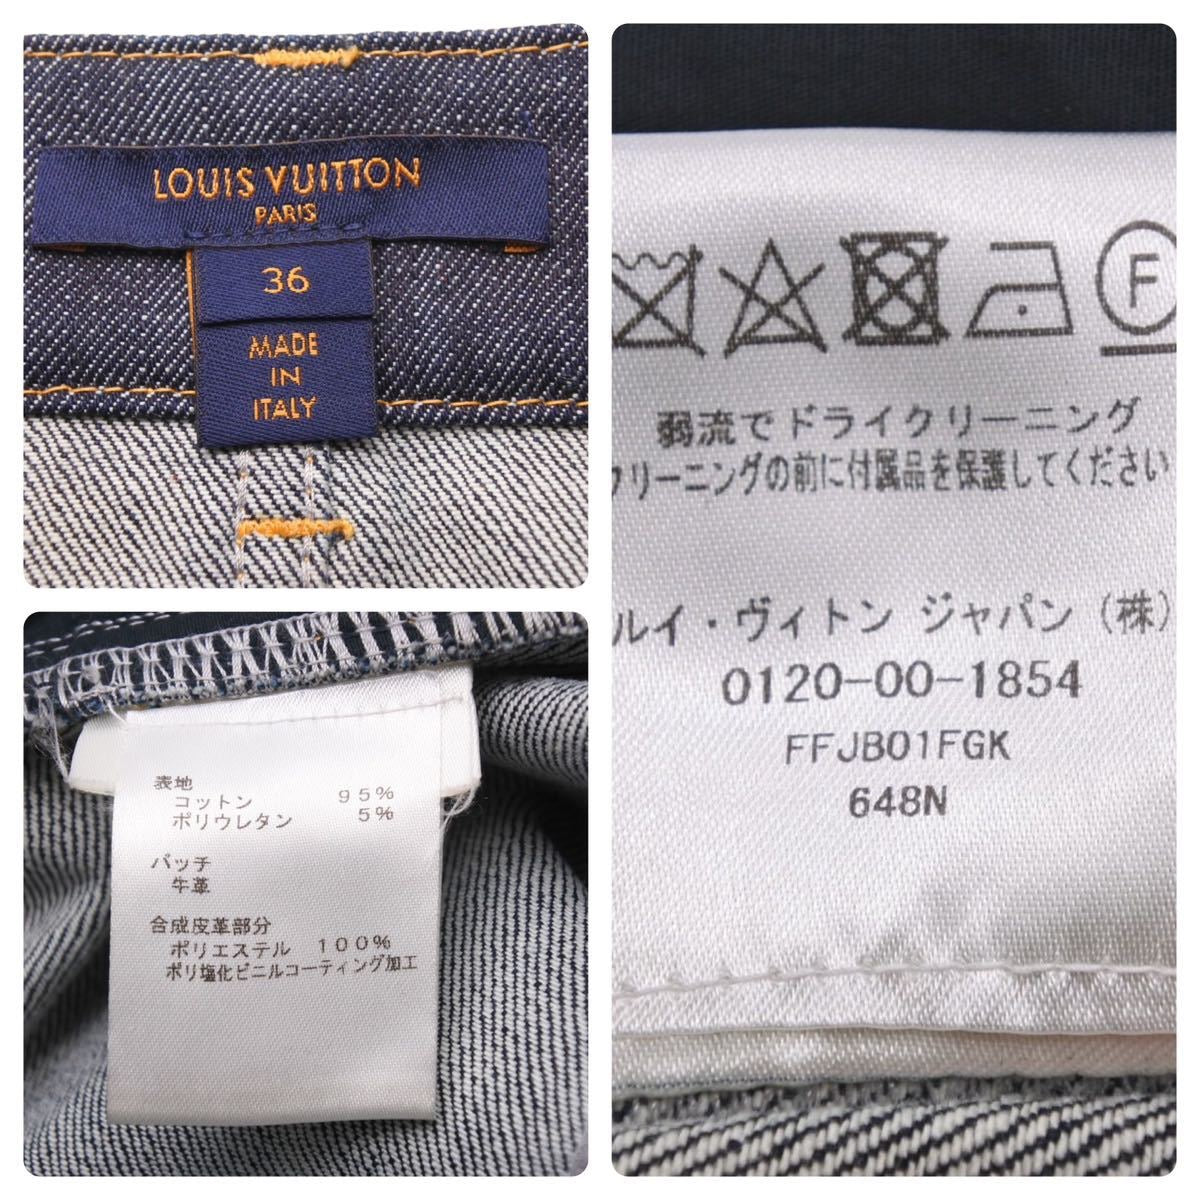 LOUIS VUITTON
PARIS
36
MADE
IN
ITALY
表地
コットン 95%
ポリウレタン 5%
パッチ
牛革
合成皮革部分
ポリエステル 100%
ポリ塩化ビニルコーティング加工
F
弱流でドライクリーニング
クリーニングの前に付属品を保護してください
ルイ・ヴィトン ジャパン(株)
0120-00-1854
FFJB01FGK
648N